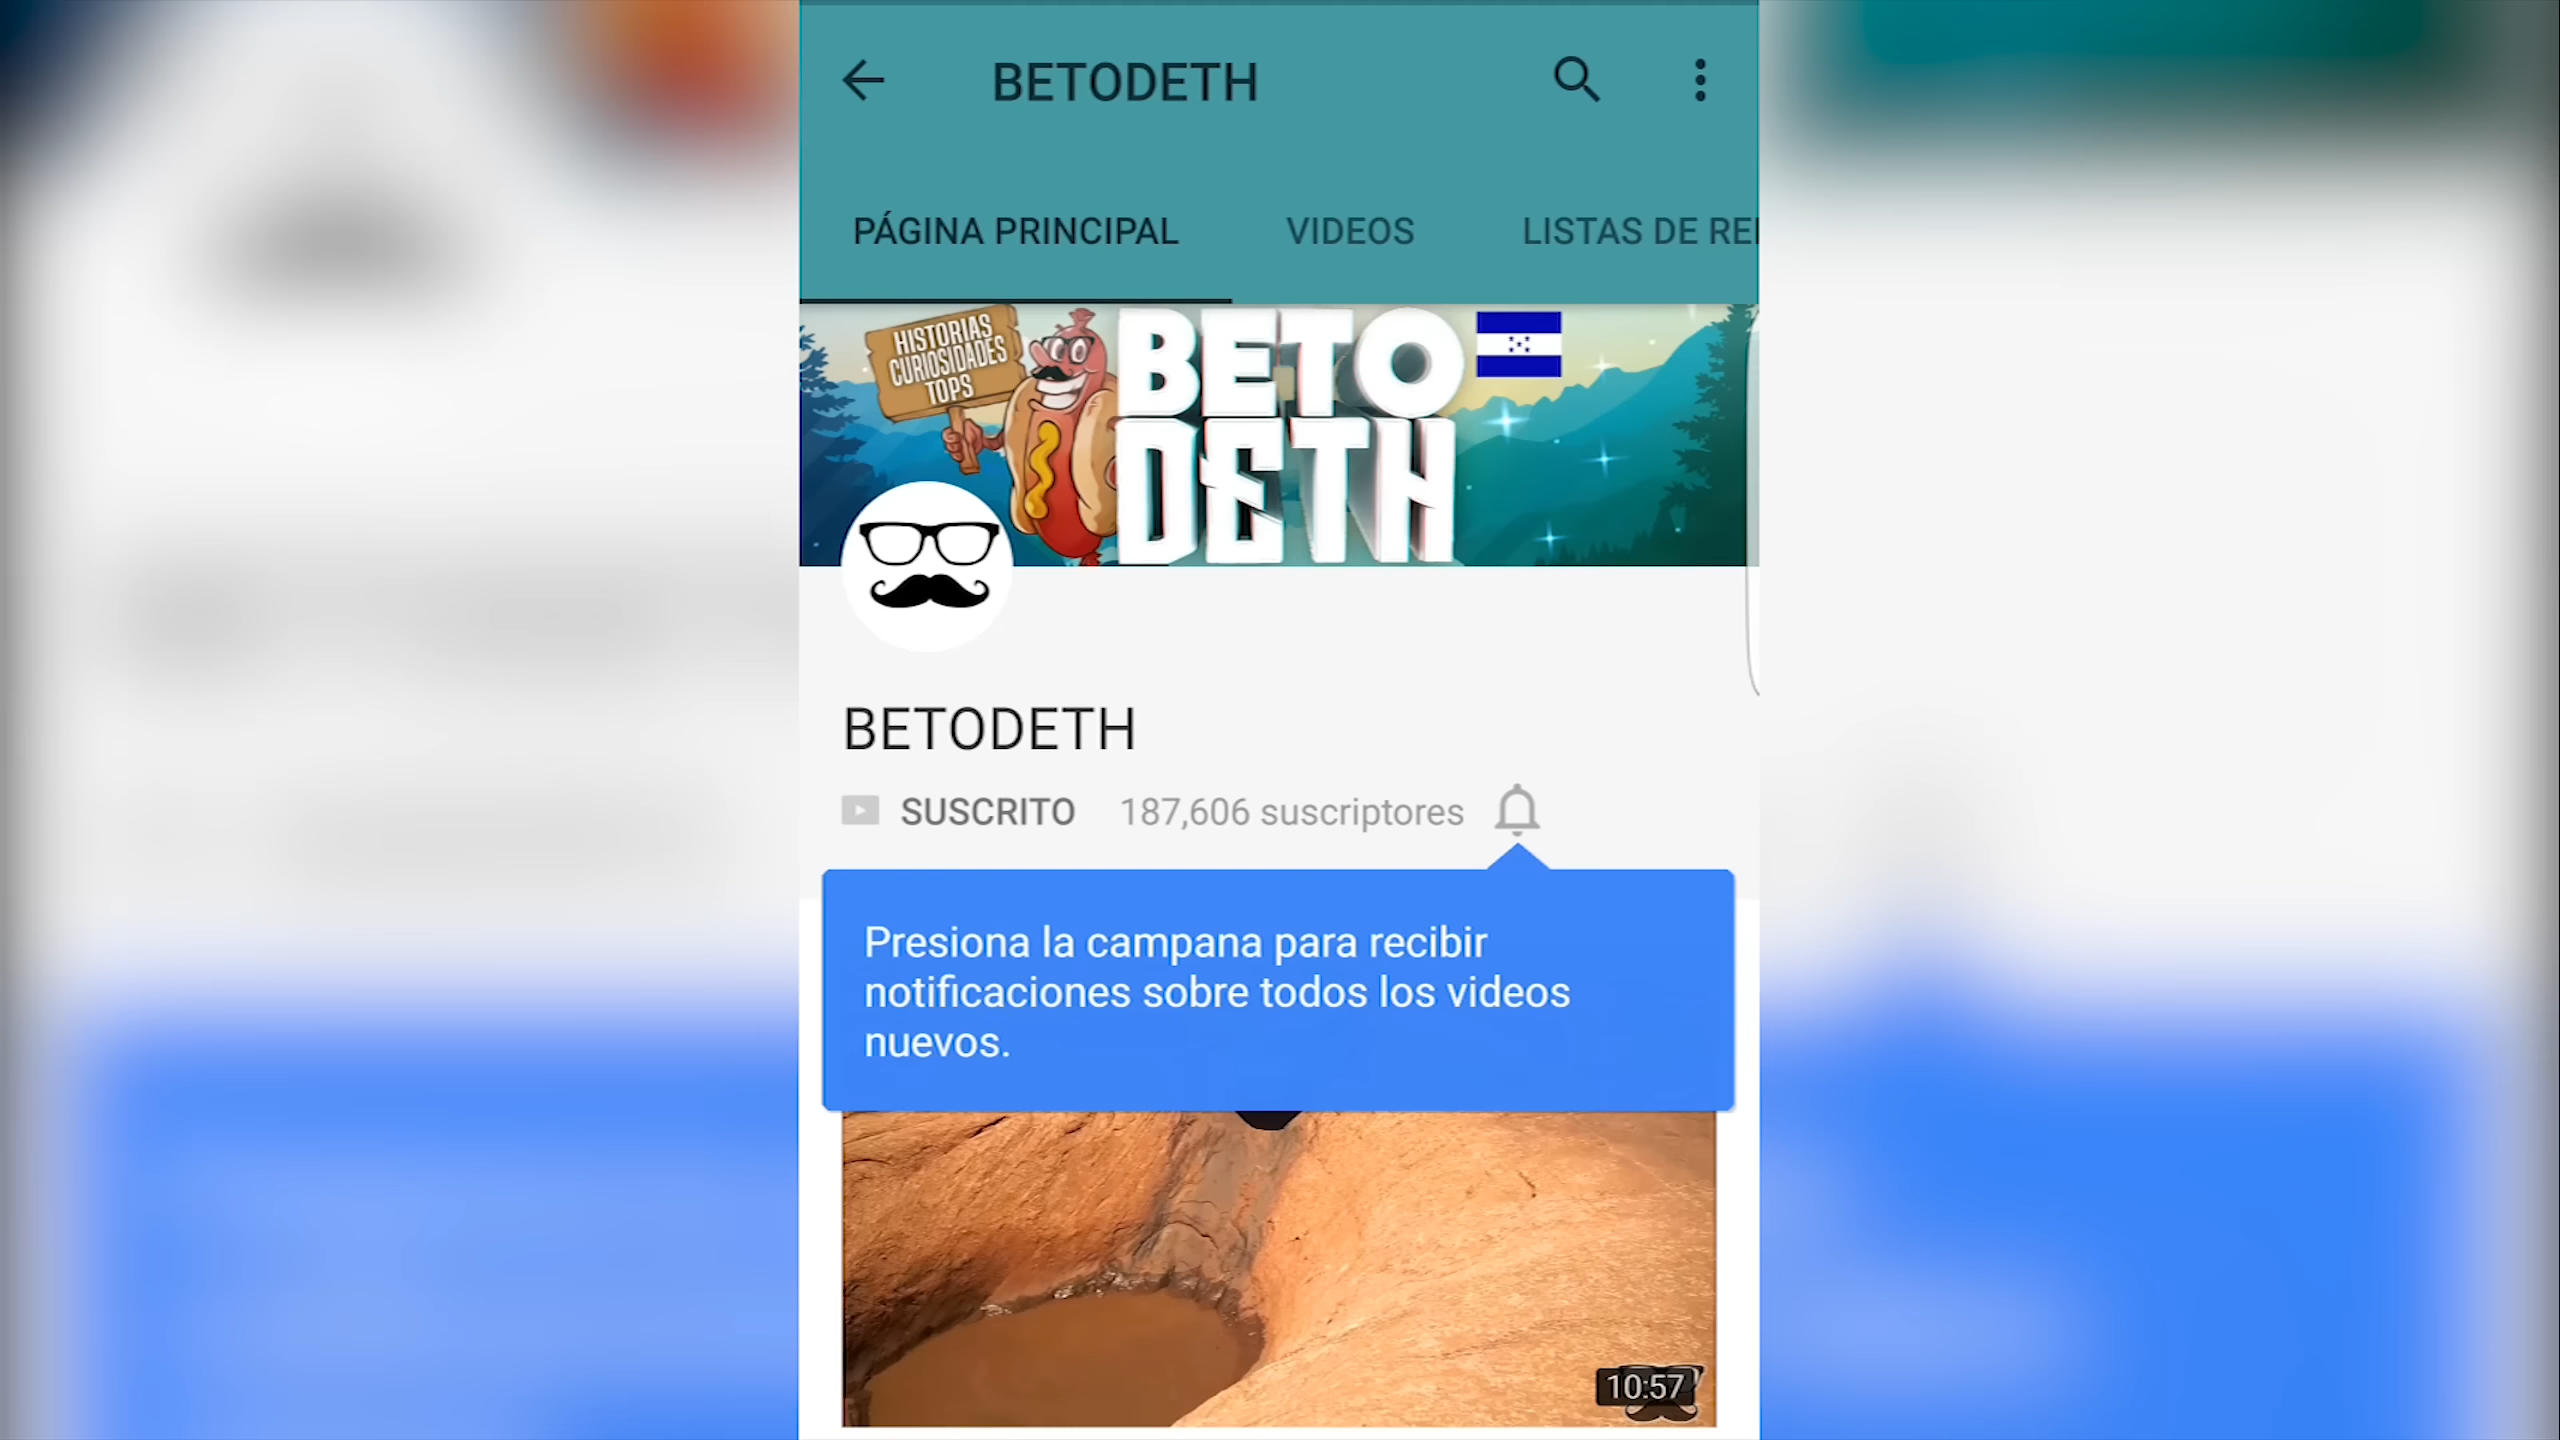 BETODETH
PÁGINA PRINCIPAL VIDEOS LISTAS DE RE
HISTORIAS
CURIOSIDADES
TOPS
BETO
DETH
BETODETH
SUSCRITO 187,606 suscriptores
Presiona la campana para recibir
notificaciones sobre todos los videos
nuevos.
10:57